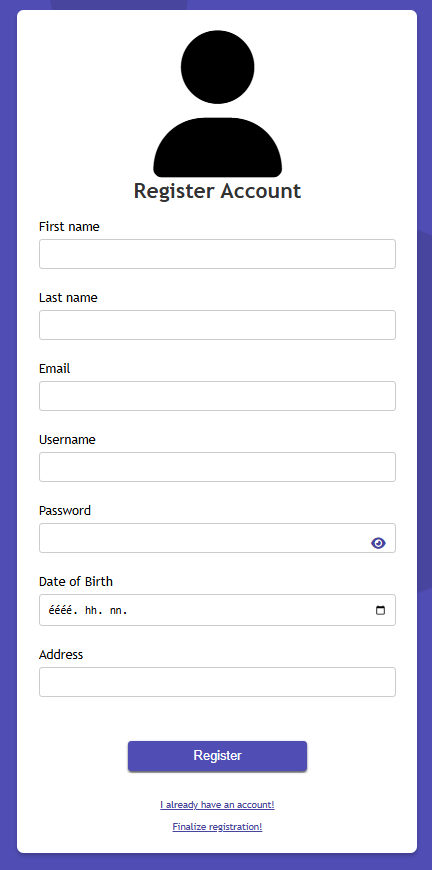 Register Account
First name
Last name
Email
Username
Password
Date of Birth
éééé. hh. nn.
Address
Register
I already have an account!
Finalize registration!